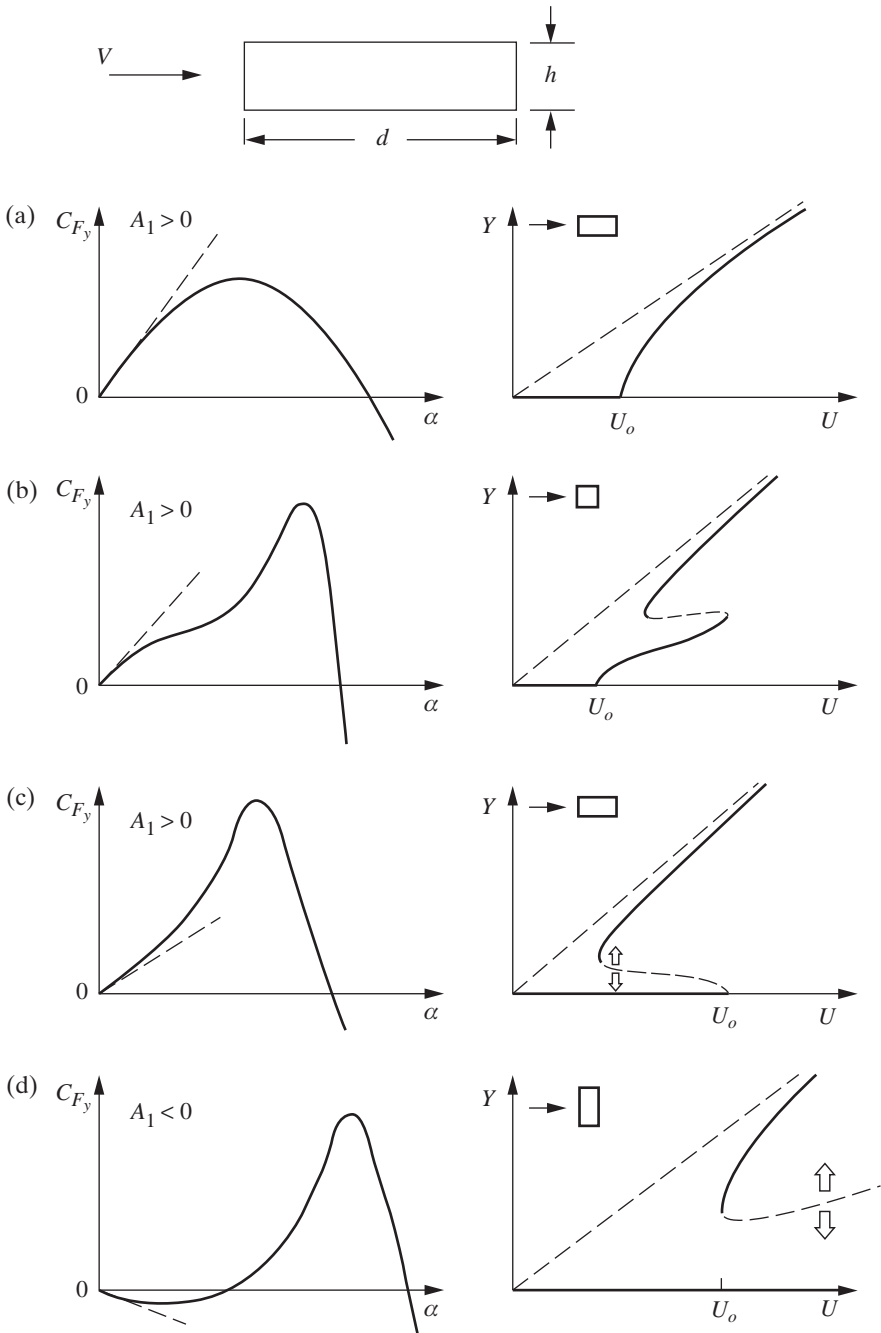 V
h
d
(a) C_{F_y} A_1 > 0
0
α
Y
U_o U
(b) C_{F_y} A_1 > 0
0
α
Y
U_o U
(c) C_{F_y} A_1 > 0
0
α
Y
U_o U
(d) C_{F_y} A_1 < 0
0
α
Y
U_o U